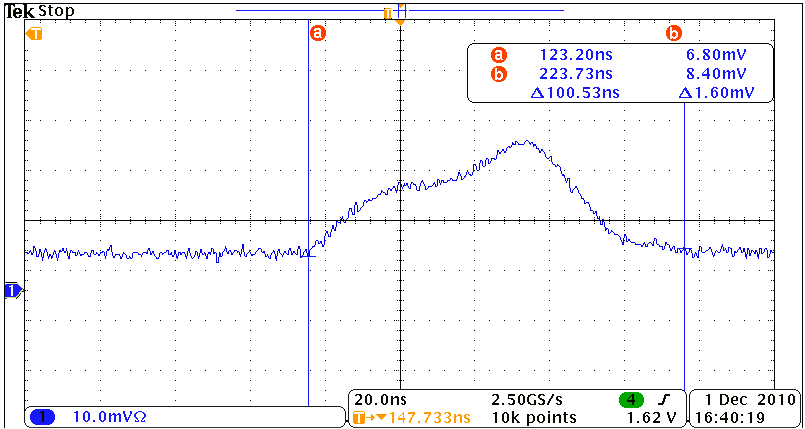 Tek Stop
T
T
a
b
a 123.20ns 6.80mV
b 223.73ns 8.40mV
Δ100.53ns Δ1.60mV
1
1 10.0mVΩ
20.0ns 2.50GS/s 4
T→▼147.733ns 10k points 1.62 V
1 Dec 2010
16:40:19